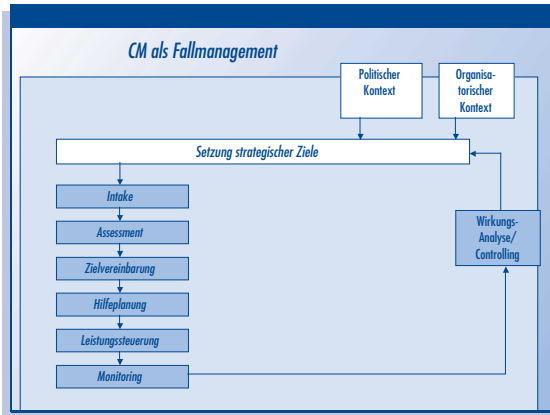 CM als Fallmanagement
Politischer
Kontext
Organisa-
torischer
Kontext
Setzung strategischer Ziele
Intake
Assessment
Zielvereinbarung
Hilfeplanung
Leistungssteuerung
Monitoring
Wirkungs-
Analyse/
Controlling